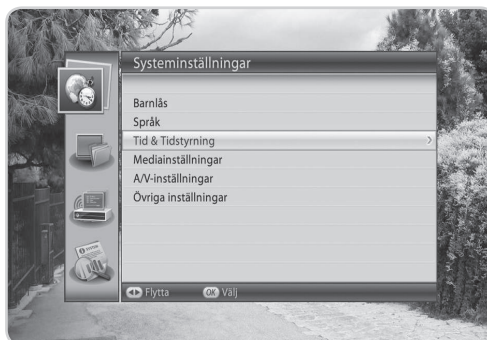 Systeminställningar
Barnlås
Språk
Tid & Tidstyrning
Mediainställningar
A/V-inställningar
Övriga inställningar
Flytta OK Välj